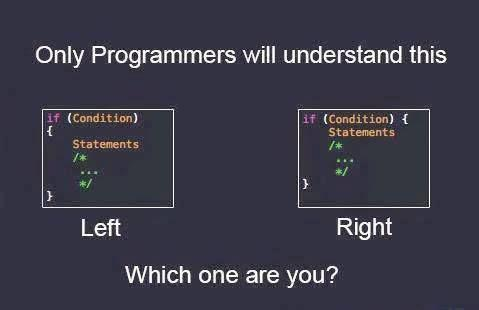 Only Programmers will understand this
if (Condition)
{
Statements
/*
...
*/
}
Left
if (Condition) {
Statements
/*
...
*/
}
Right
Which one are you?